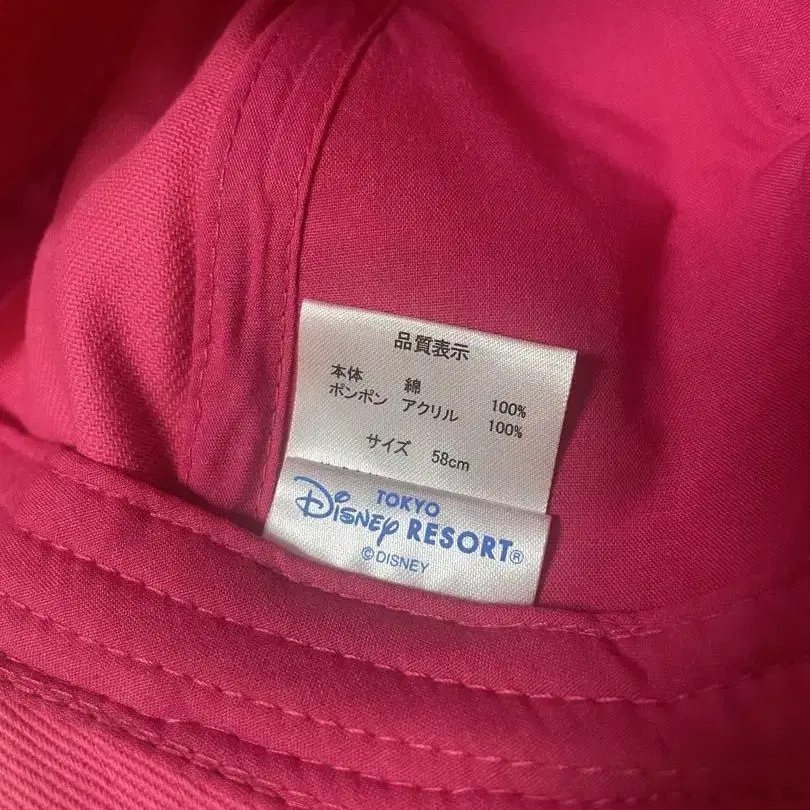 品質表示
本体 綿 100%
ポンポン アクリル 100%
サイズ 58cm
TOKYO
Disney RESORT®
© DISNEY